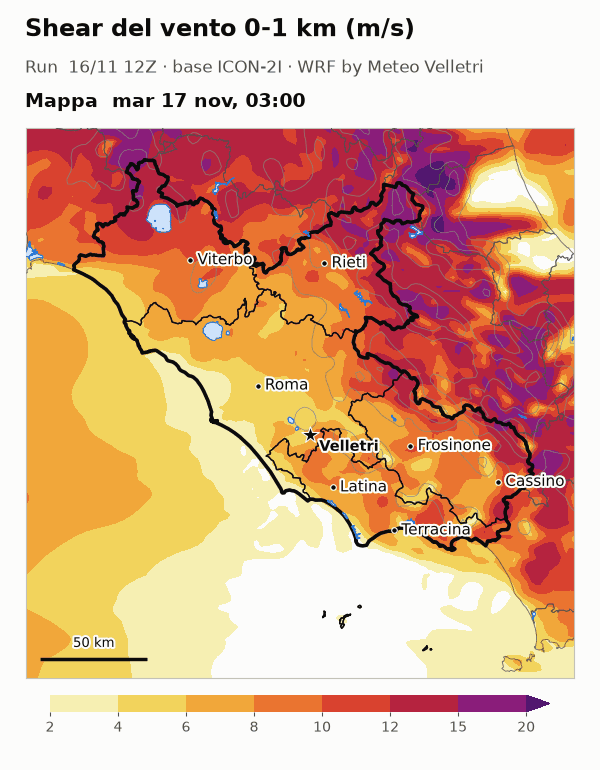 Shear del vento 0-1 km (m/s)
Run  16/11 12Z · base ICON-2I · WRF by Meteo Velletri
Mappa  mar 17 nov, 03:00
Viterbo
Rieti
Roma
Velletri
Frosinone
Latina
Cassino
Terracina
50 km
2 4 6 8 10 12 15 20